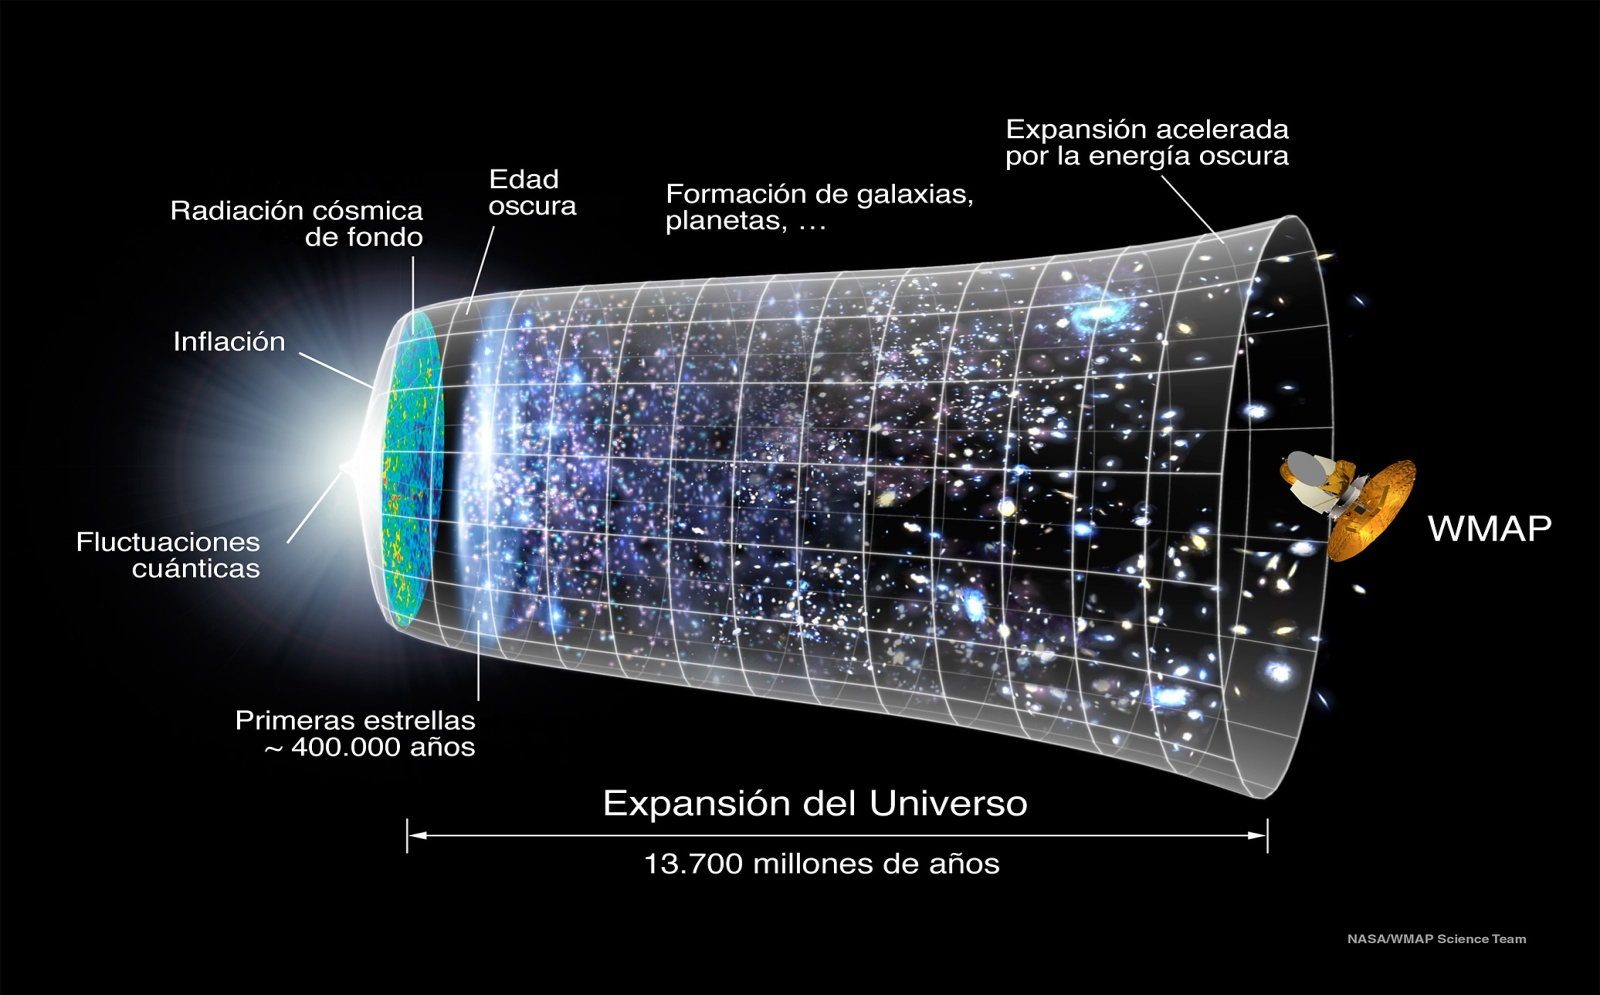 Expansión acelerada
por la energía oscura
Edad
oscura
Formación de galaxias,
planetas, …
Radiación cósmica
de fondo
Inflación
Fluctuaciones
cuánticas
WMAP
Primeras estrellas
~ 400.000 años
Expansión del Universo
13.700 millones de años
NASA/WMAP Science Team